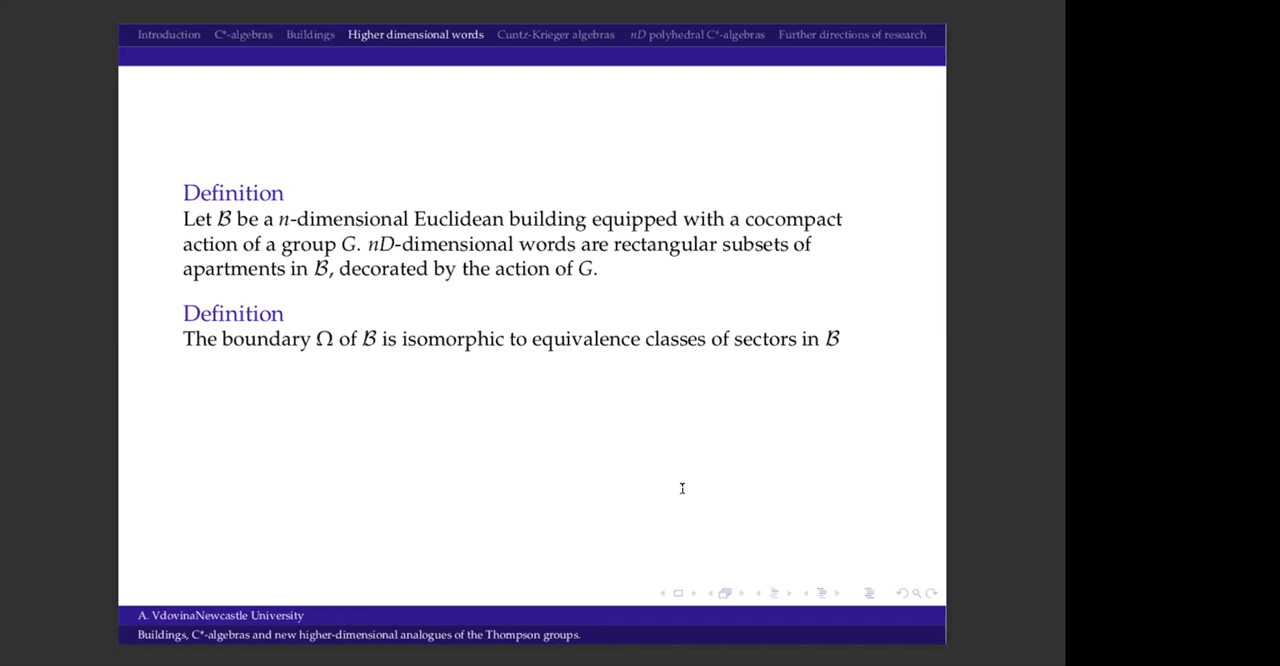 Introduction C*-algebras Buildings Higher dimensional words Cuntz-Krieger algebras nD polyhedral C*-algebras Further directions of research
Definition
Let ℬ be a n-dimensional Euclidean building equipped with a cocompact
action of a group G. nD-dimensional words are rectangular subsets of
apartments in ℬ, decorated by the action of G.
Definition
The boundary Ω of ℬ is isomorphic to equivalence classes of sectors in ℬ
A. VdovinaNewcastle University
Buildings, C*-algebras and new higher-dimensional analogues of the Thompson groups.